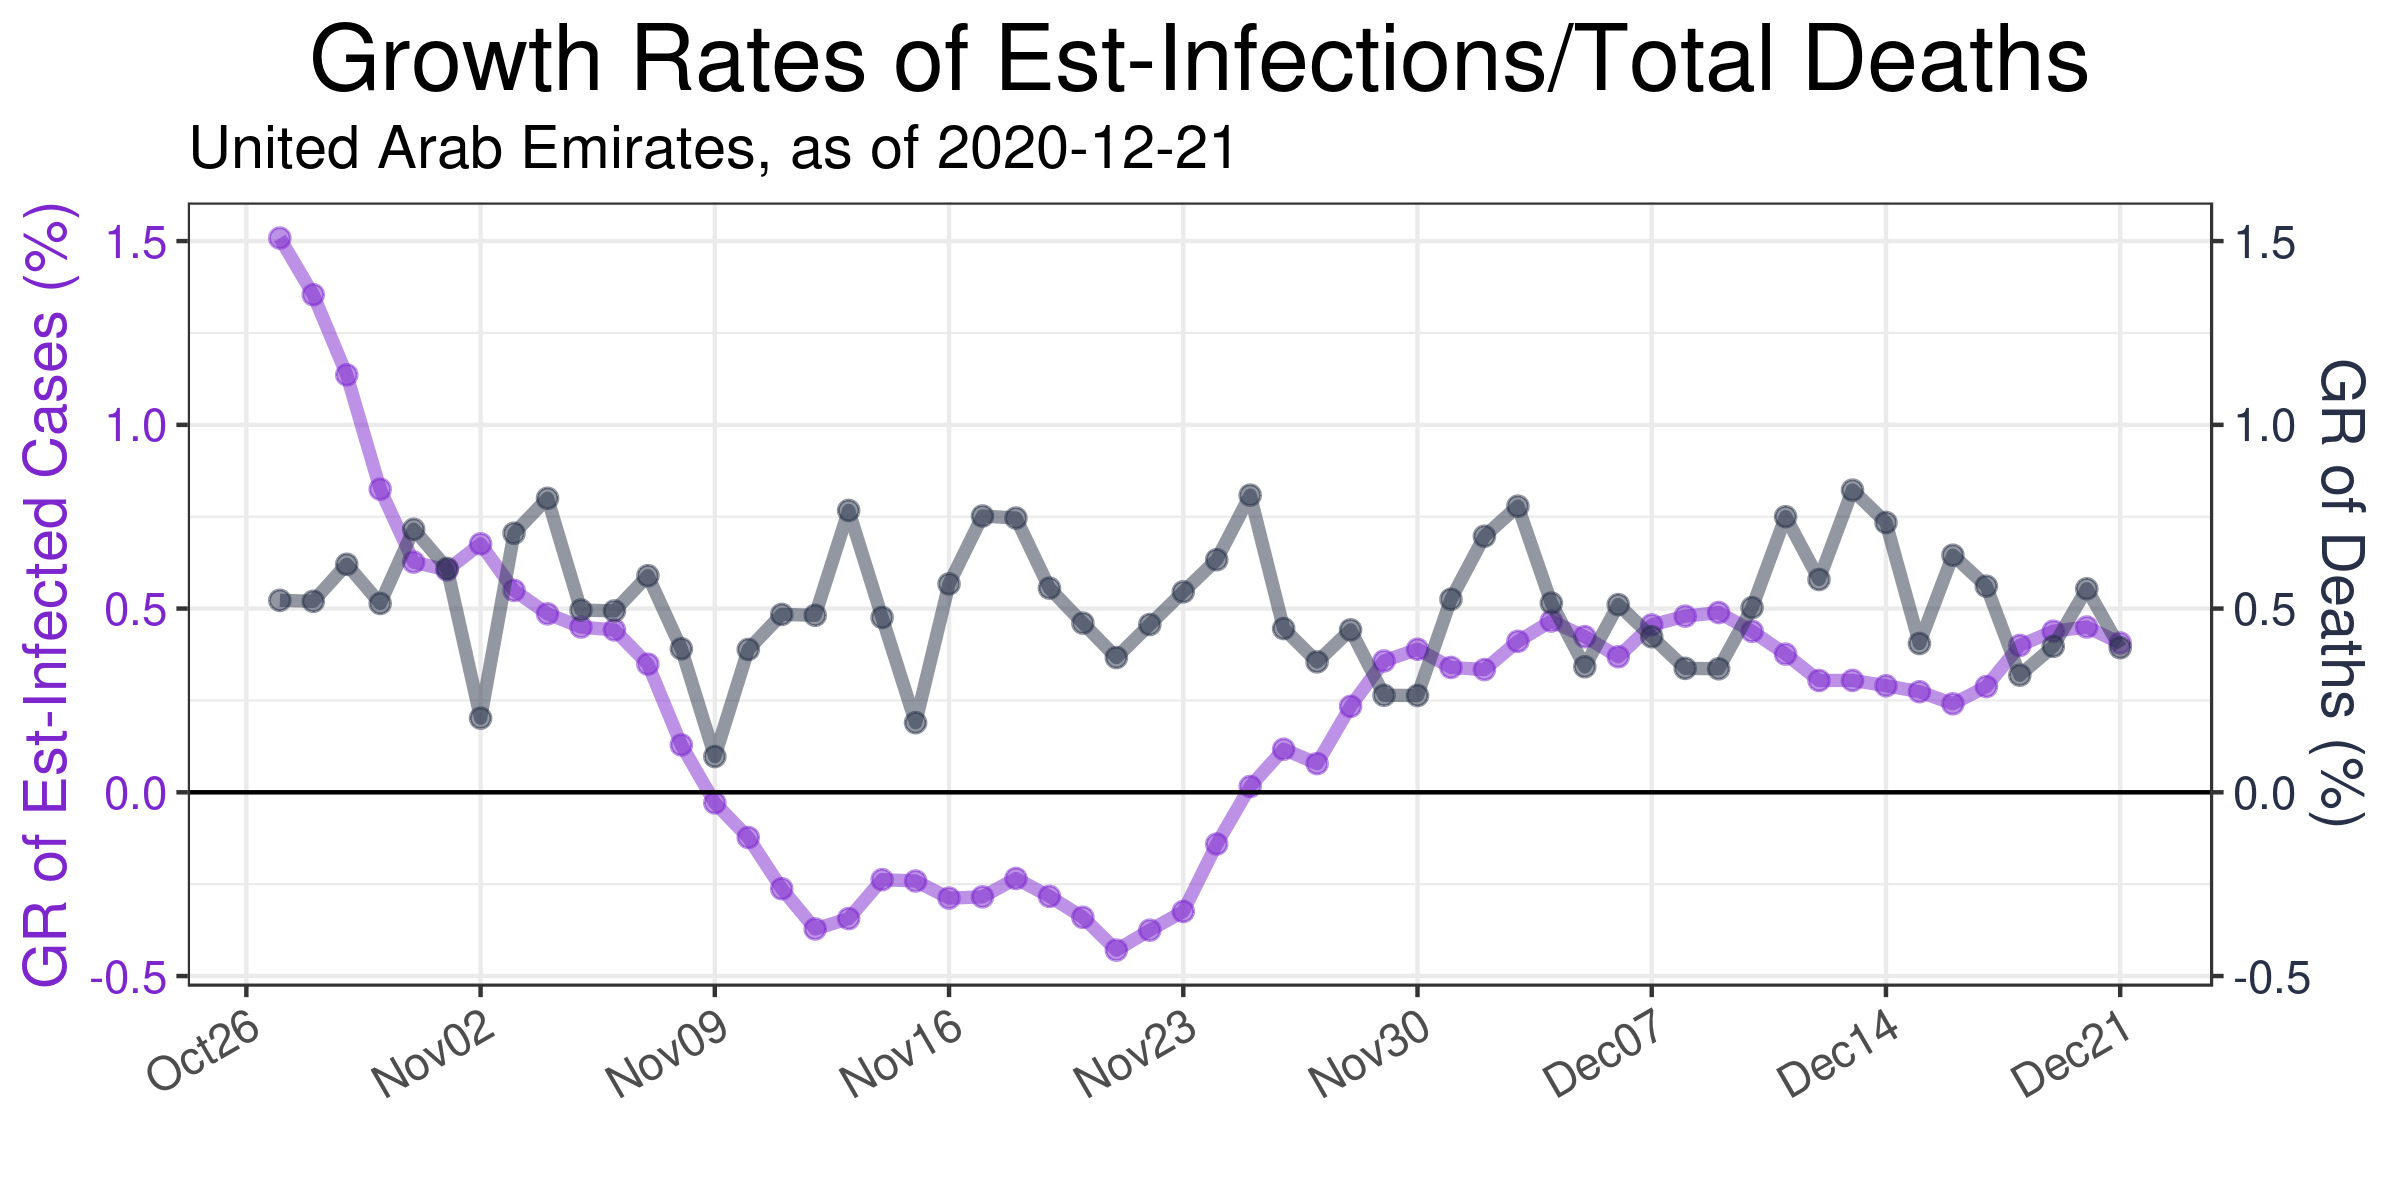 Growth Rates of Est-Infections/Total Deaths
United Arab Emirates, as of 2020-12-21
GR of Est-Infected Cases (%)
1.5
1.0
0.5
0.0
-0.5
1.5
1.0
0.5
0.0
-0.5
GR of Deaths (%)
Oct26
Nov02
Nov09
Nov16
Nov23
Nov30
Dec07
Dec14
Dec21